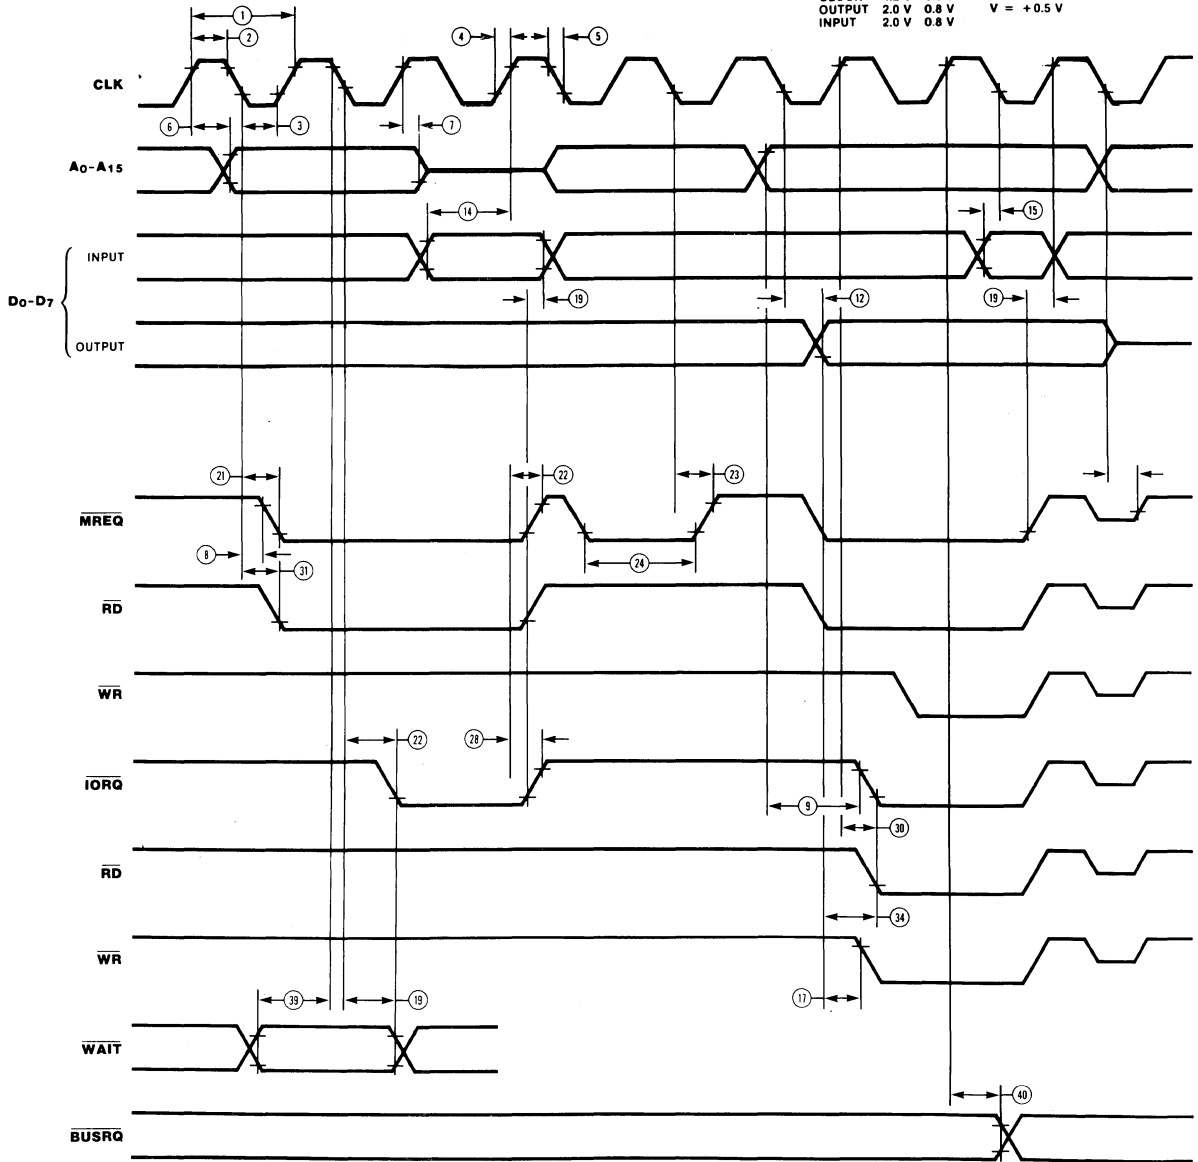 OUTPUT 2.0 V 0.8 V V = +0.5 V
INPUT 2.0 V 0.8 V
1
2
4
5
CLK
6
3
7
A0-A15
14
15
INPUT
D0-D7
19
12
19
OUTPUT
21
22
23
MREQ
8
31
24
RD
WR
22
28
IORQ
9
30
RD
34
WR
39
19
17
WAIT
40
BUSRQ